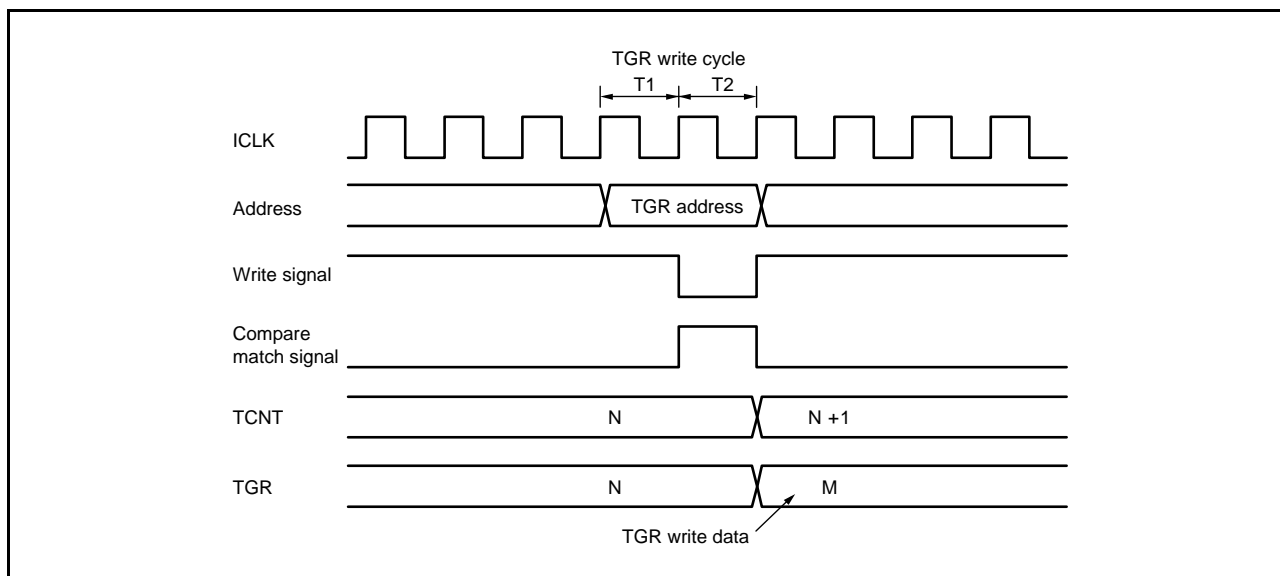 TGR write cycle
T1 T2
ICLK
Address TGR address
Write signal
Compare
match signal
TCNT N N +1
TGR N M
TGR write data